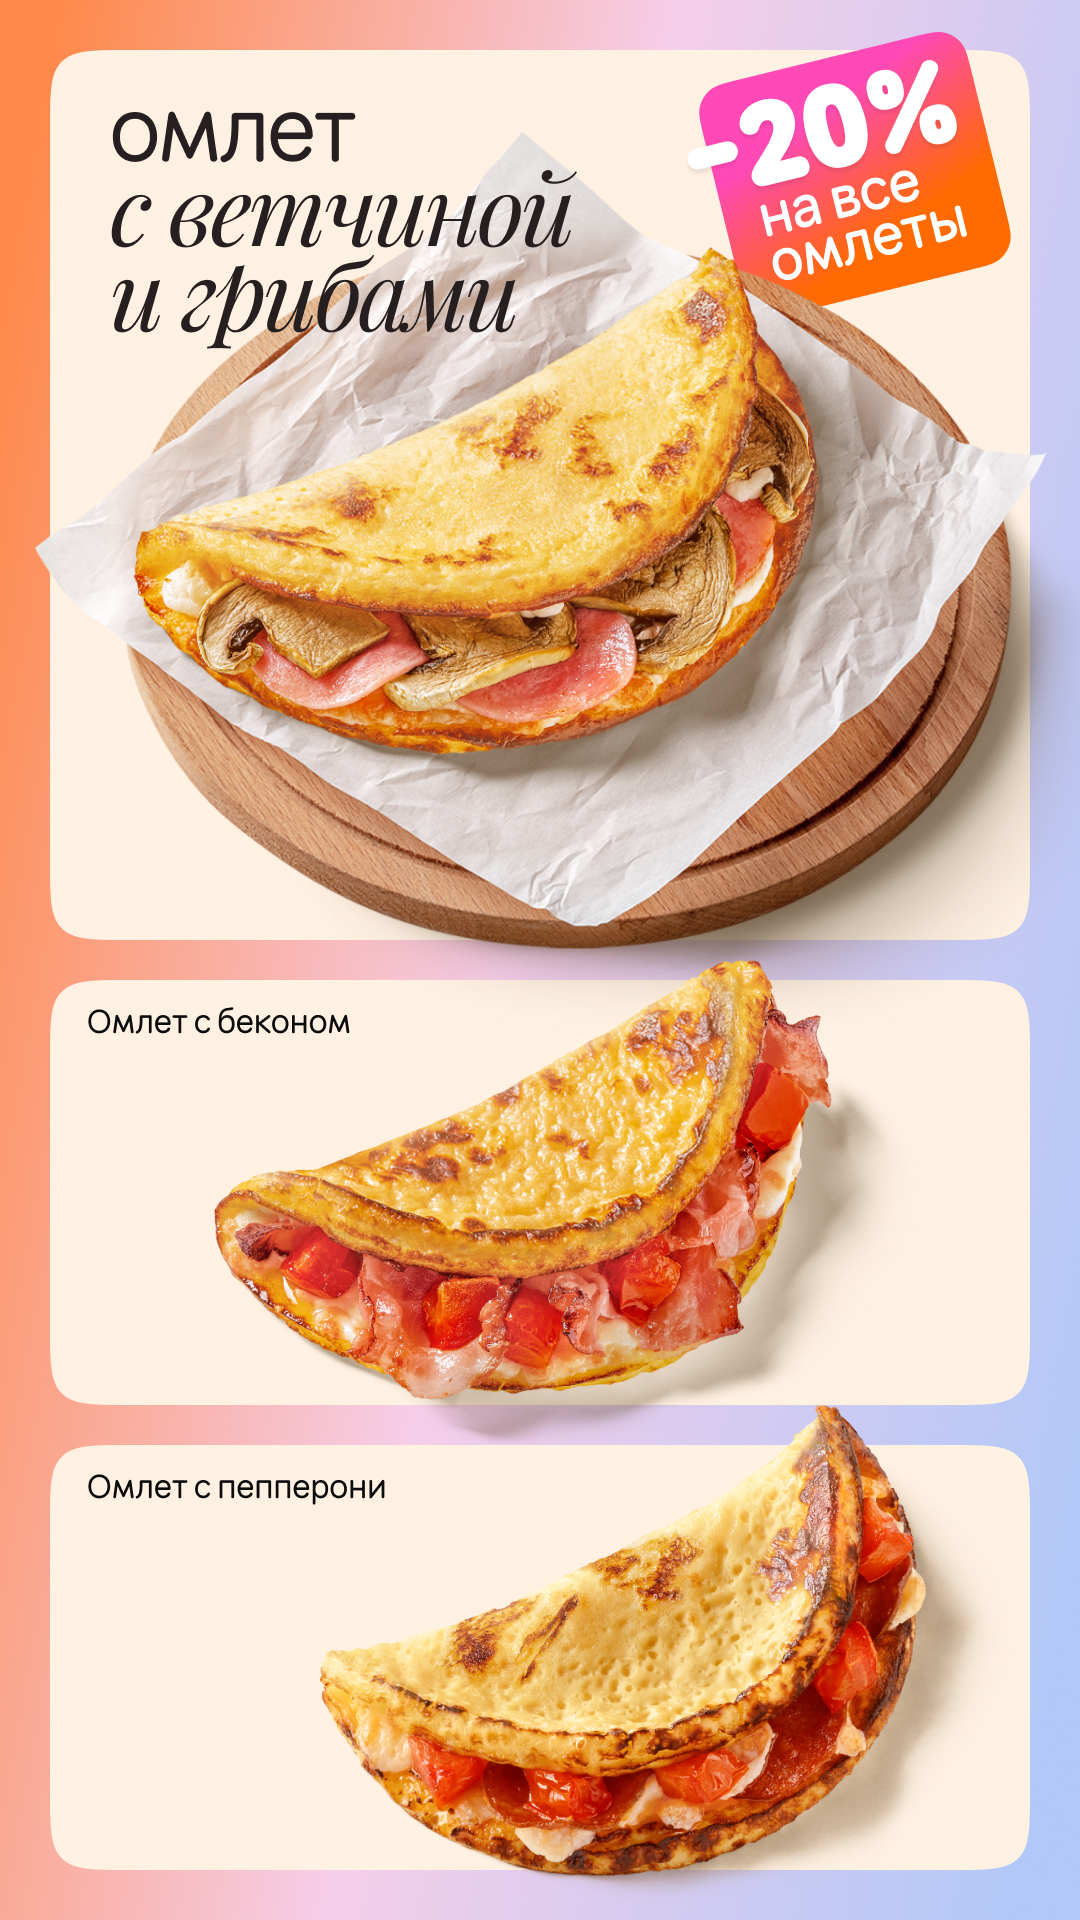 омлет
с ветчиной
и грибами
-20%
на все
омлеты
Омлет с беконом
Омлет с пепперони